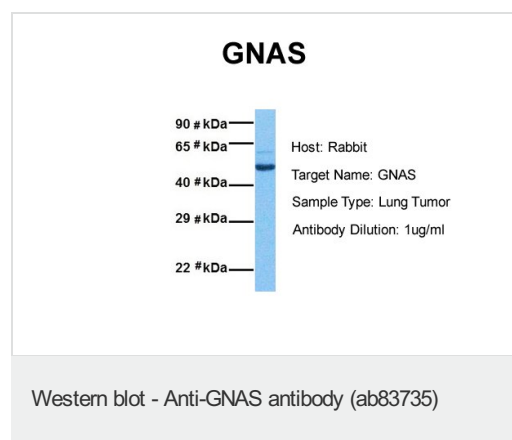 GNAS
90 # kDa
65 # kDa
Host: Rabbit
Target Name: GNAS
40 # kDa
Sample Type: Lung Tumor
29 # kDa
Antibody Dilution: 1ug/ml
22 # kDa
Western blot - Anti-GNAS antibody (ab83735)